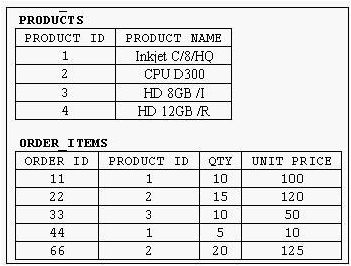 PRODUCTS
PRODUCT ID PRODUCT NAME
1 Inkjet C/8/HQ
2 CPU D300
3 HD 8GB /I
4 HD 12GB /R
ORDER_ITEMS
ORDER ID PRODUCT ID QTY UNIT PRICE
11 1 10 100
22 2 15 120
33 3 10 50
44 1 5 10
66 2 20 125